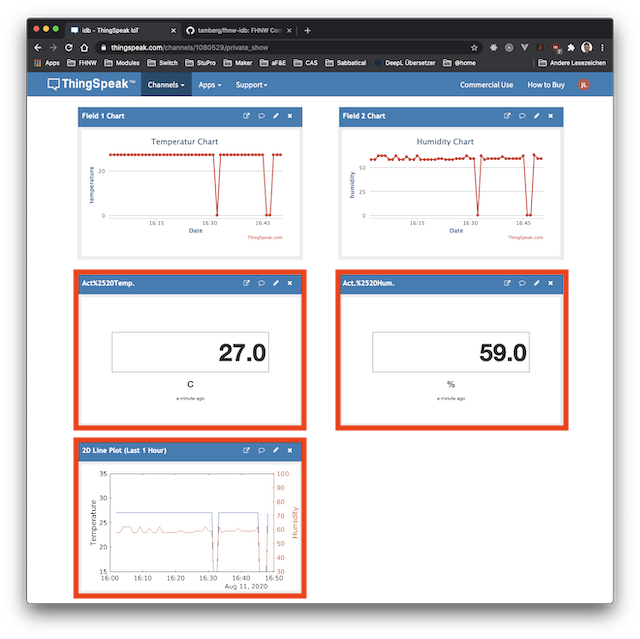 idb - ThingSpeak IoT
tamberg/fhnw-idb: FHNW Co
thingspeak.com/channels/1080529/private_show
Apps FHNW Modules Switch StuPro Maker aF&E CAS Sabbatical DeepL Übersetzer @home Andere Lesezeichen
ThingSpeak™ Channels Apps Support Commercial Use How to Buy JL
Field 1 Chart
Temperatur Chart
temperature
20
0
16:15 16:30 16:45
Date
ThingSpeak.com
Field 2 Chart
Humidity Chart
humidity
50
25
0
16:15 16:30 16:45
Date
ThingSpeak.com
Act%2520Temp.
27.0
C
a minute ago
Act.%2520Hum.
59.0
%
a minute ago
2D Line Plot (Last 1 Hour)
Temperature
35
30
25
20
15
100
90
80
70
60
50
40
30
Humidity
16:00 16:10 16:20 16:30 16:40 16:50
Aug 11, 2020